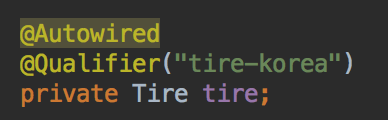 @Autowired
@Qualifier("tire-korea")
private Tire tire;